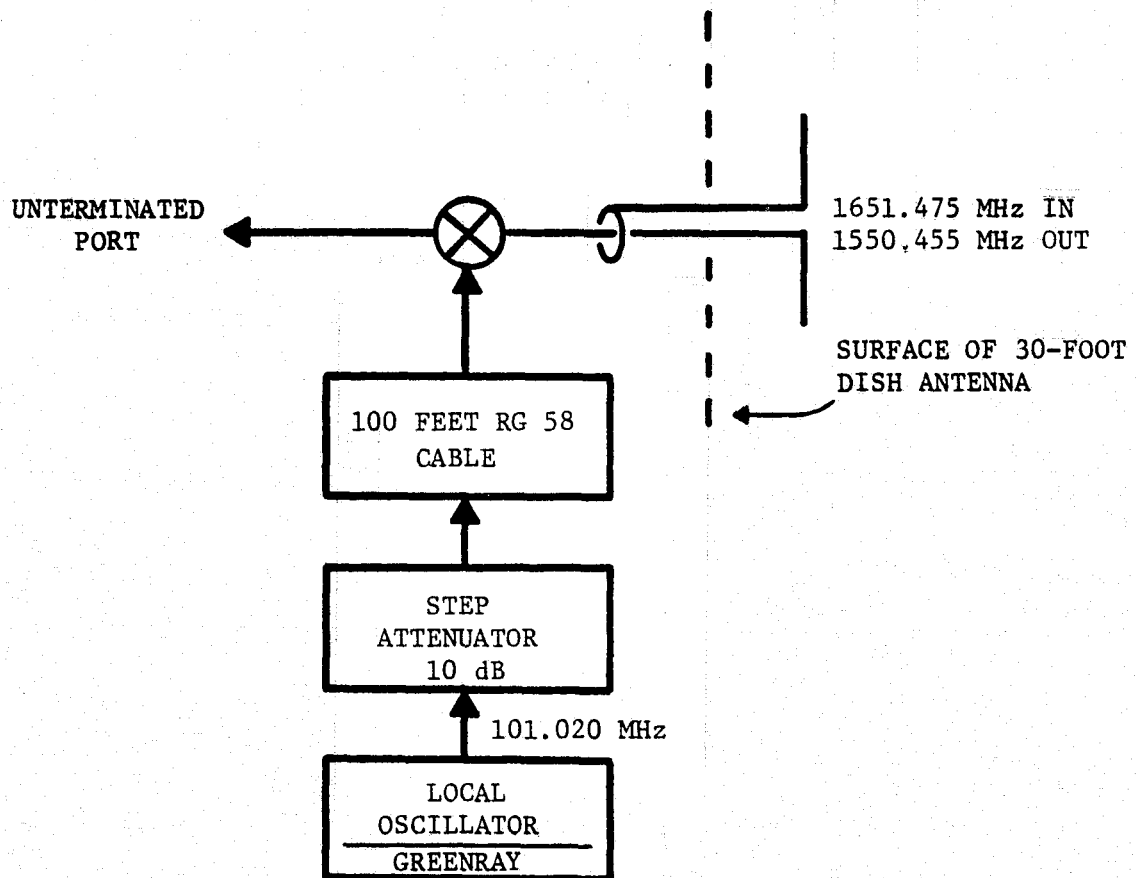 UNTERMINATED
PORT
1651.475 MHz IN
1550.455 MHz OUT
SURFACE OF 30-FOOT
DISH ANTENNA
100 FEET RG 58
CABLE
STEP
ATTENUATOR
10 dB
101.020 MHz
LOCAL
OSCILLATOR
GREENRAY